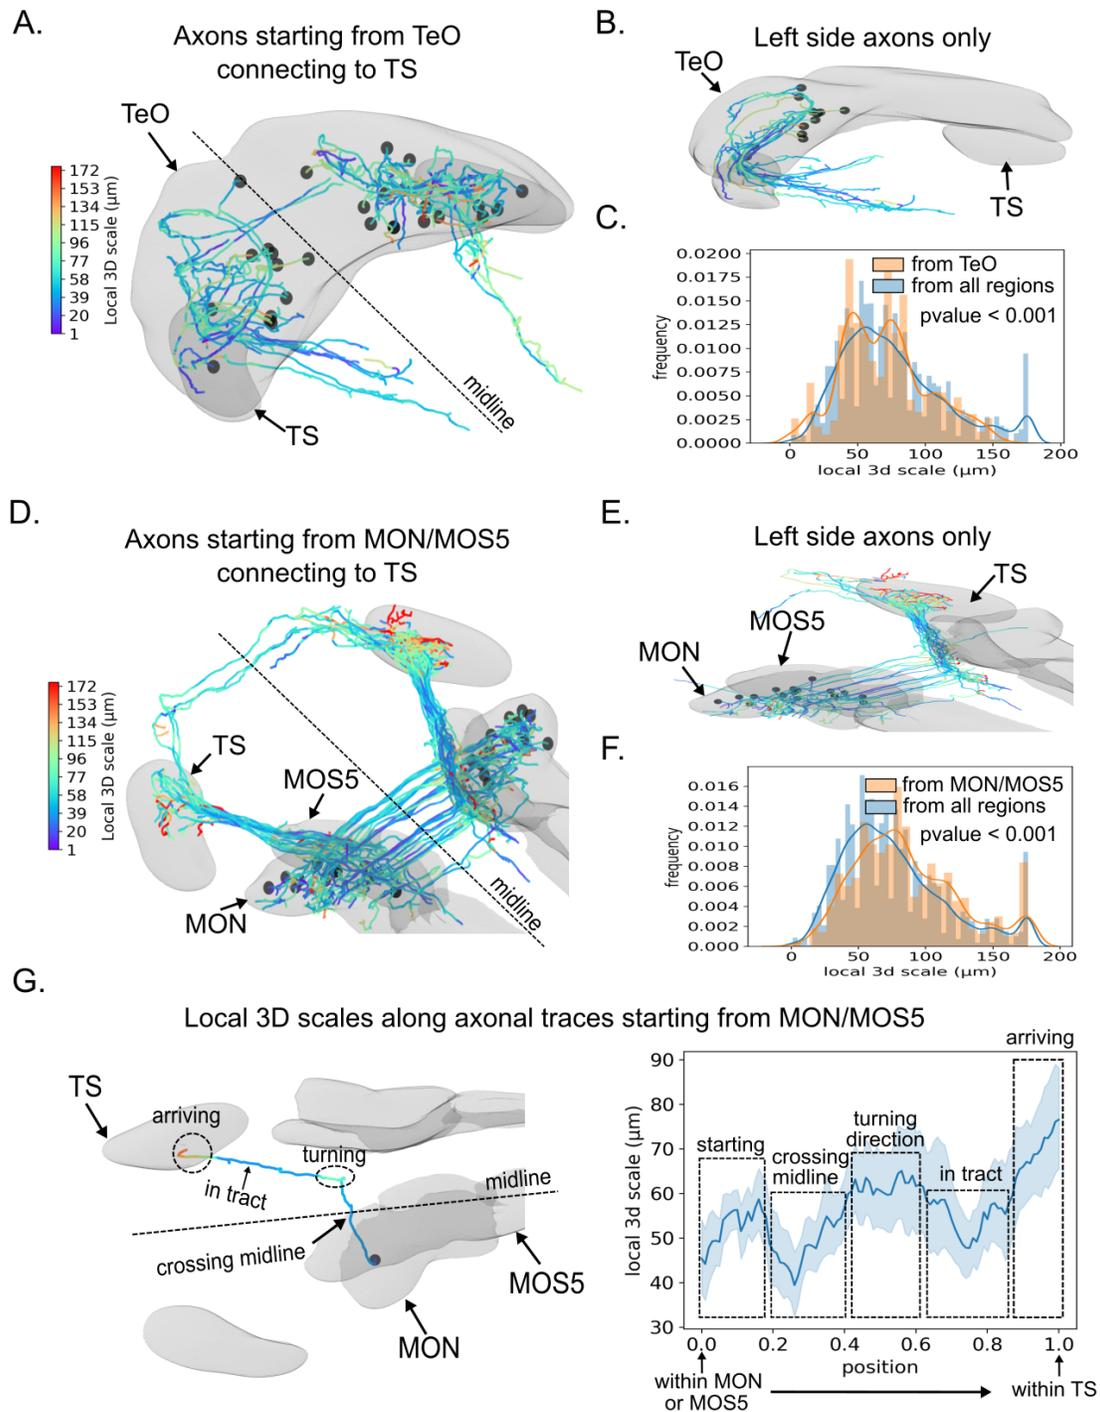 A.
Axons starting from TeO
connecting to TS
TeO
172
153
134
115
96
77
58
39
20
1
Local 3D scale (μm)
midline
TS
B.
Left side axons only
TeO
TS
C.
0.0200
0.0175
0.0150
0.0125
0.0100
0.0075
0.0050
0.0025
0.0000
frequency
from TeO
from all regions
pvalue < 0.001
0 50 100 150 200
local 3d scale (μm)
D.
Axons starting from MON/MOS5
connecting to TS
172
153
134
115
96
77
58
39
20
1
Local 3D scale (μm)
TS
MOS5
MON
midline
E.
Left side axons only
TS
MOS5
MON
F.
0.016
0.014
0.012
0.010
0.008
0.006
0.004
0.002
0.000
frequency
from MON/MOS5
from all regions
pvalue < 0.001
0 50 100 150 200
local 3d scale (μm)
G.
Local 3D scales along axonal traces starting from MON/MOS5
TS
arriving
turning
in tract
midline
crossing midline
MOS5
MON
arriving
90
80
70
60
50
40
30
local 3d scale (μm)
starting
crossing
midline
turning
direction
in tract
0.0 0.2 0.4 0.6 0.8 1.0
position
within MON
or MOS5
within TS